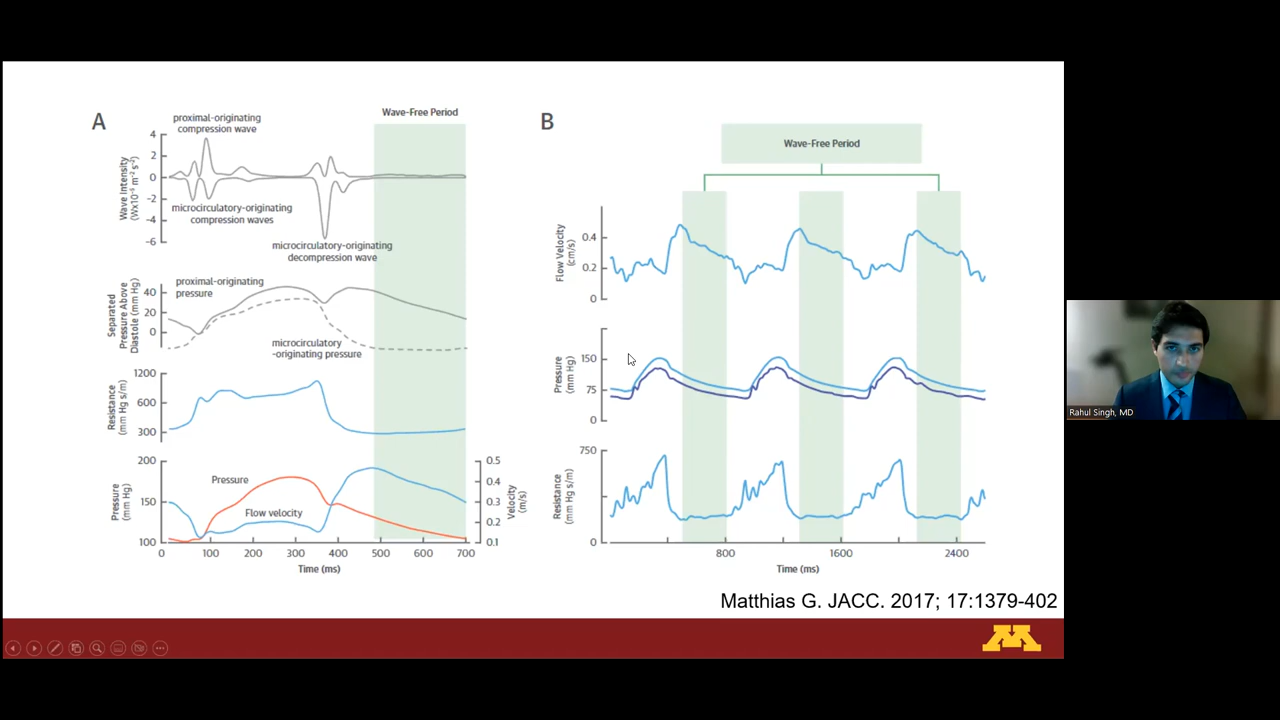 A
proximal-originating
compression wave
Wave-Free Period
4
2
0
-2
-4
-6
Wave Intensity
(Wx10⁻⁵ m⁻² s⁻²)
microcirculatory-originating
compression waves
microcirculatory-originating
decompression wave
proximal-originating
pressure
40
20
0
Separated
Pressure Above
Diastole (mm Hg)
microcirculatory
-originating pressure
1200
600
300
Resistance
(mm Hg s/m)
200
150
100
Pressure
(mm Hg)
Pressure
Flow velocity
0.5
0.4
0.3
0.2
0.1
Velocity
(m/s)
0 100 200 300 400 500 600 700
Time (ms)
B
Wave-Free Period
0.4
0.2
0
Flow Velocity
(cm/s)
150
75
0
Pressure
(mm Hg)
750
0
Resistance
(mm Hg s/m)
800 1600 2400
Time (ms)
Matthias G. JACC. 2017; 17:1379-402
M
Rahul Singh, MD